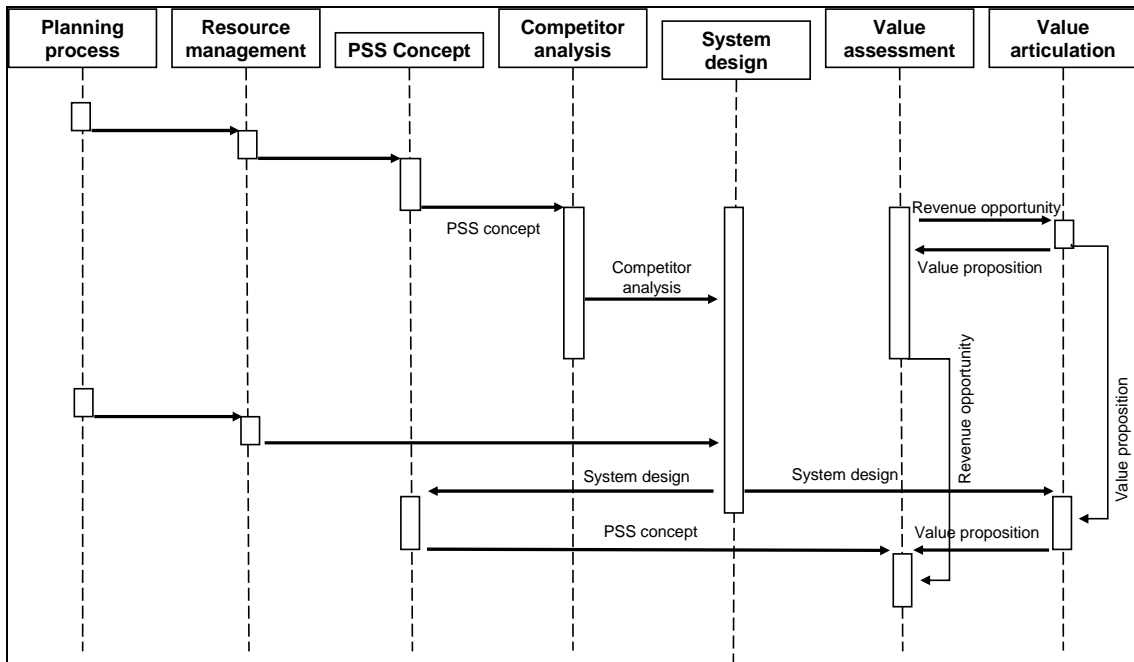 Planning
process
Resource
management
PSS Concept
Competitor
analysis
System
design
Value
assessment
Value
articulation
Revenue opportunity
PSS concept
Value proposition
Competitor
analysis
Revenue opportunity
Value proposition
System design
System design
PSS concept
Value proposition